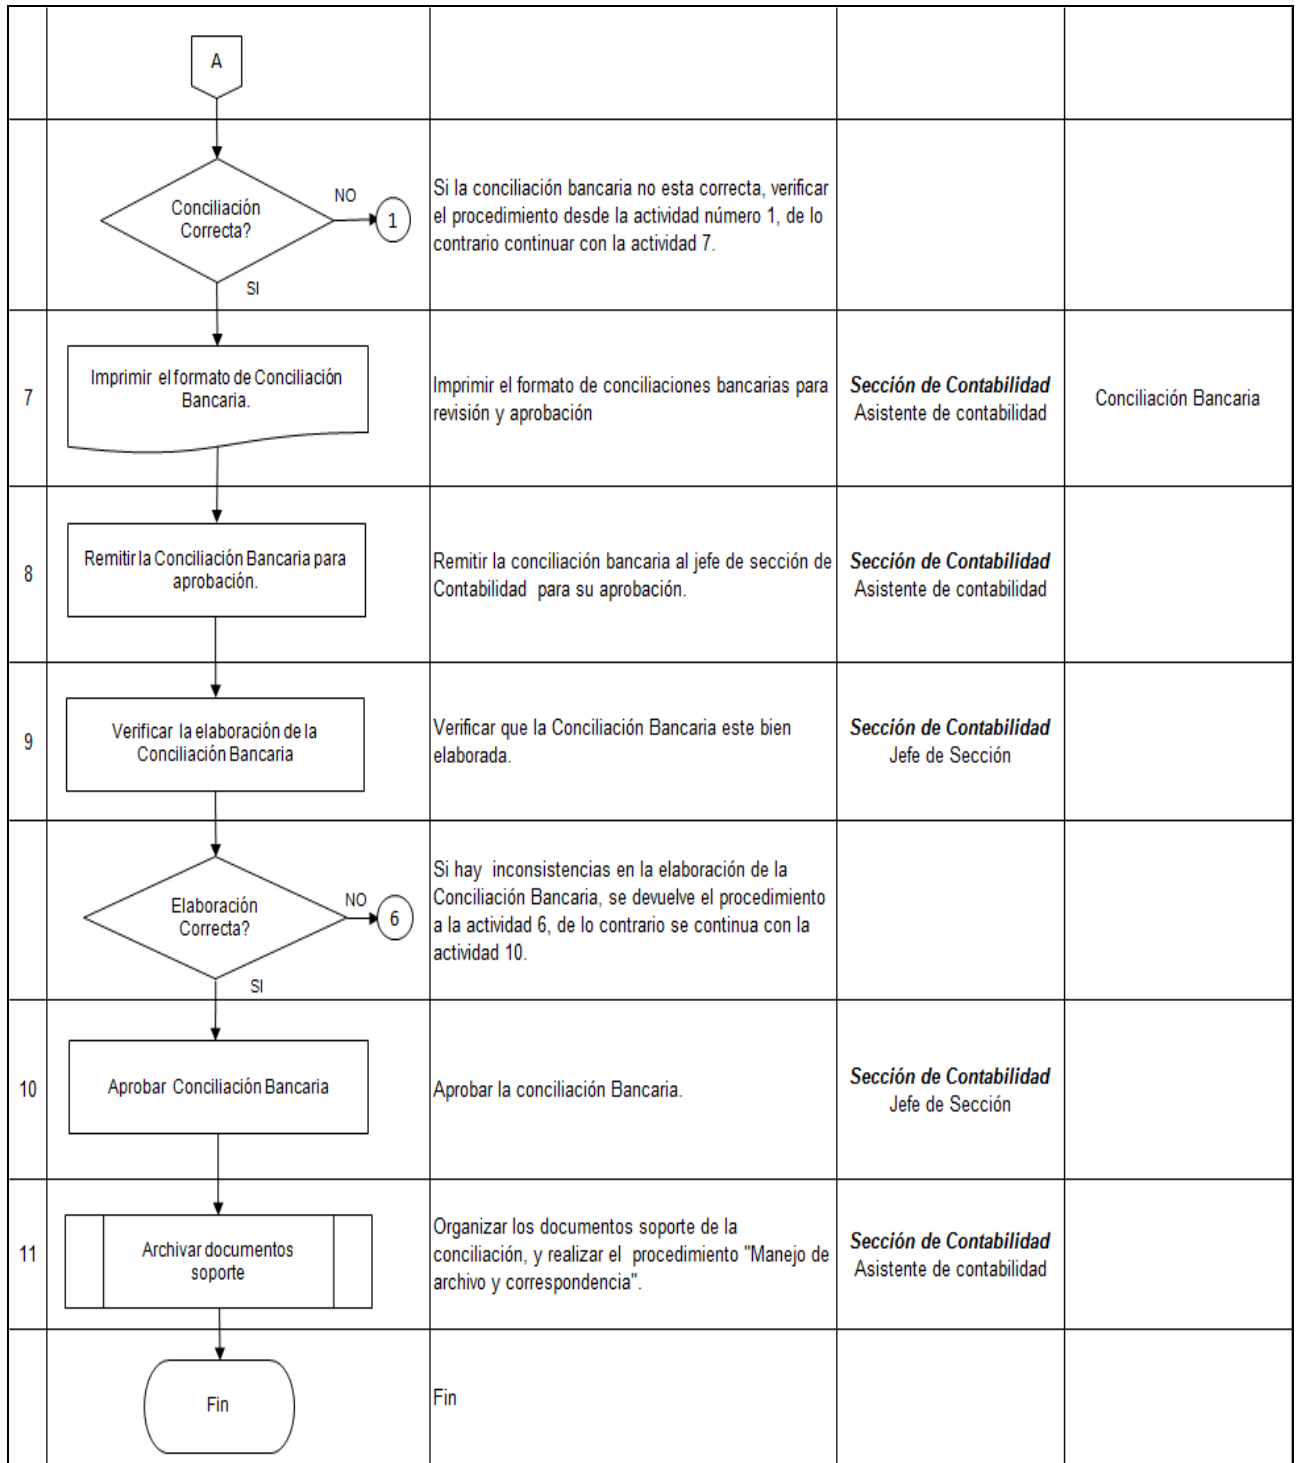 A
Conciliación
Correcta?
NO
1
SI
Si la conciliación bancaria no esta correcta, verificar
el procedimiento desde la actividad número 1, de lo
contrario continuar con la actividad 7.
7
Imprimir el formato de Conciliación
Bancaria.
Imprimir el formato de conciliaciones bancarias para
revisión y aprobación
Sección de Contabilidad
Asistente de contabilidad
Conciliación Bancaria
8
Remitir la Conciliación Bancaria para
aprobación.
Remitir la conciliación bancaria al jefe de sección de
Contabilidad para su aprobación.
Sección de Contabilidad
Asistente de contabilidad
9
Verificar la elaboración de la
Conciliación Bancaria
Verificar que la Conciliación Bancaria este bien
elaborada.
Sección de Contabilidad
Jefe de Sección
Elaboración
Correcta?
NO
6
SI
Si hay inconsistencias en la elaboración de la
Conciliación Bancaria, se devuelve el procedimiento
a la actividad 6, de lo contrario se continua con la
actividad 10.
10
Aprobar Conciliación Bancaria
Aprobar la conciliación Bancaria.
Sección de Contabilidad
Jefe de Sección
11
Archivar documentos
soporte
Organizar los documentos soporte de la
conciliación, y realizar el procedimiento "Manejo de
archivo y correspondencia".
Sección de Contabilidad
Asistente de contabilidad
Fin
Fin